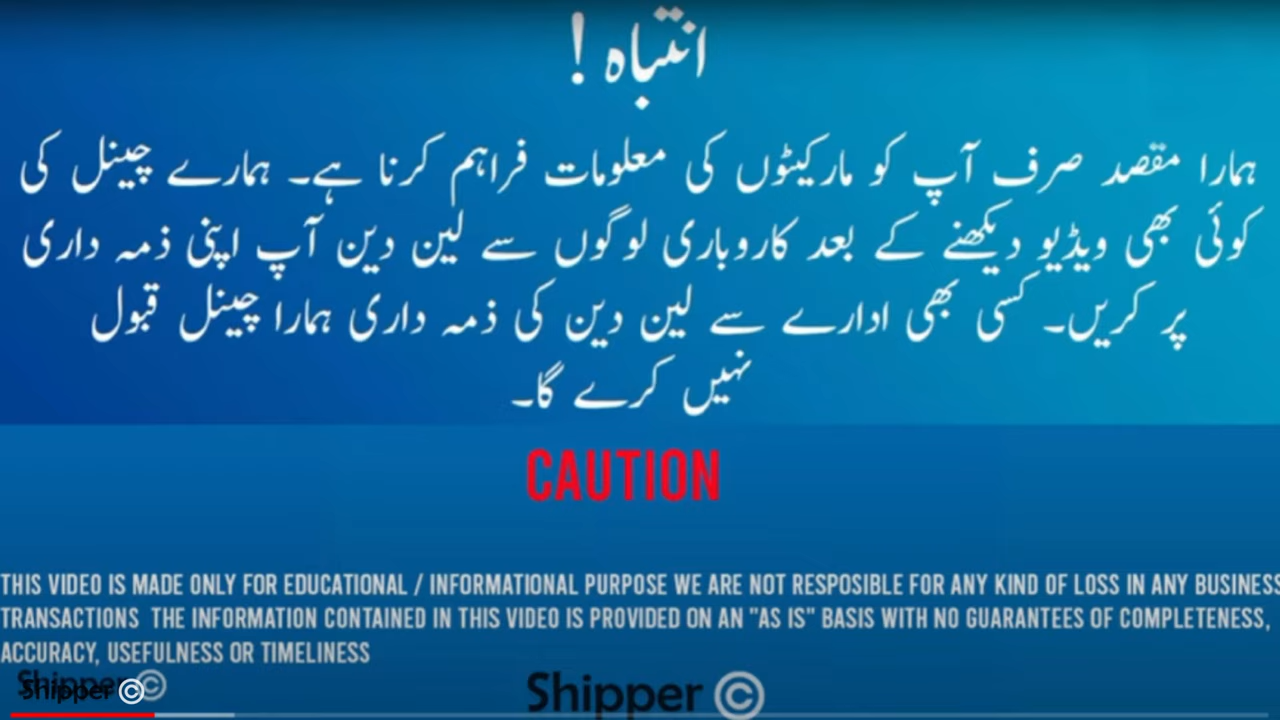 انتباہ !
ہمارا مقصد صرف آپ کو مارکیٹوں کی معلومات فراہم کرنا ہے۔ ہمارے چینل کی
کوئی بھی ویڈیو دیکھنے کے بعد کاروباری لوگوں سے لین دین آپ اپنی ذمہ داری
پر کریں۔ کسی بھی ادارے سے لین دین کی ذمہ داری ہمارا چینل قبول
نہیں کرے گا۔
CAUTION
THIS VIDEO IS MADE ONLY FOR EDUCATIONAL / INFORMATIONAL PURPOSE WE ARE NOT RESPOSIBLE FOR ANY KIND OF LOSS IN ANY BUSINESS
TRANSACTIONS THE INFORMATION CONTAINED IN THIS VIDEO IS PROVIDED ON AN "AS IS" BASIS WITH NO GUARANTEES OF COMPLETENESS,
ACCURACY, USEFULNESS OR TIMELINESS
Shipper ©
Shipper ©
Shipper ©